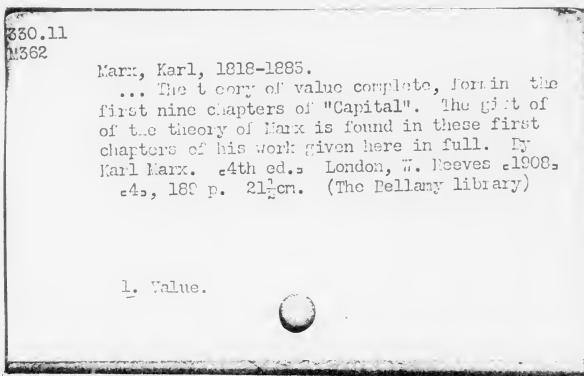 330.11
M362
Marx, Karl, 1818-1883.
... The t eory of value complete, form in the
first nine chapters of "Capital". The gist of
of the theory of Marx is found in these first
chapters of his work given here in full. By
Karl Marx. [4th ed.] London, W. Reeves [1908]
[4], 189 p. 21½cm. (The Bellamy library)
1. Value.